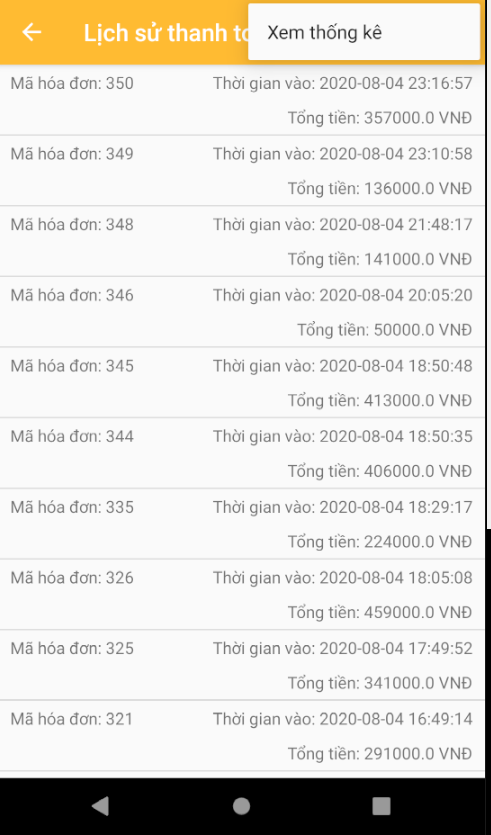 Lịch sử thanh to
Xem thống kê
Mã hóa đơn: 350 Thời gian vào: 2020-08-04 23:16:57
Tổng tiền: 357000.0 VNĐ
Mã hóa đơn: 349 Thời gian vào: 2020-08-04 23:10:58
Tổng tiền: 136000.0 VNĐ
Mã hóa đơn: 348 Thời gian vào: 2020-08-04 21:48:17
Tổng tiền: 141000.0 VNĐ
Mã hóa đơn: 346 Thời gian vào: 2020-08-04 20:05:20
Tổng tiền: 50000.0 VNĐ
Mã hóa đơn: 345 Thời gian vào: 2020-08-04 18:50:48
Tổng tiền: 413000.0 VNĐ
Mã hóa đơn: 344 Thời gian vào: 2020-08-04 18:50:35
Tổng tiền: 406000.0 VNĐ
Mã hóa đơn: 335 Thời gian vào: 2020-08-04 18:29:17
Tổng tiền: 224000.0 VNĐ
Mã hóa đơn: 326 Thời gian vào: 2020-08-04 18:05:08
Tổng tiền: 459000.0 VNĐ
Mã hóa đơn: 325 Thời gian vào: 2020-08-04 17:49:52
Tổng tiền: 341000.0 VNĐ
Mã hóa đơn: 321 Thời gian vào: 2020-08-04 16:49:14
Tổng tiền: 291000.0 VNĐ